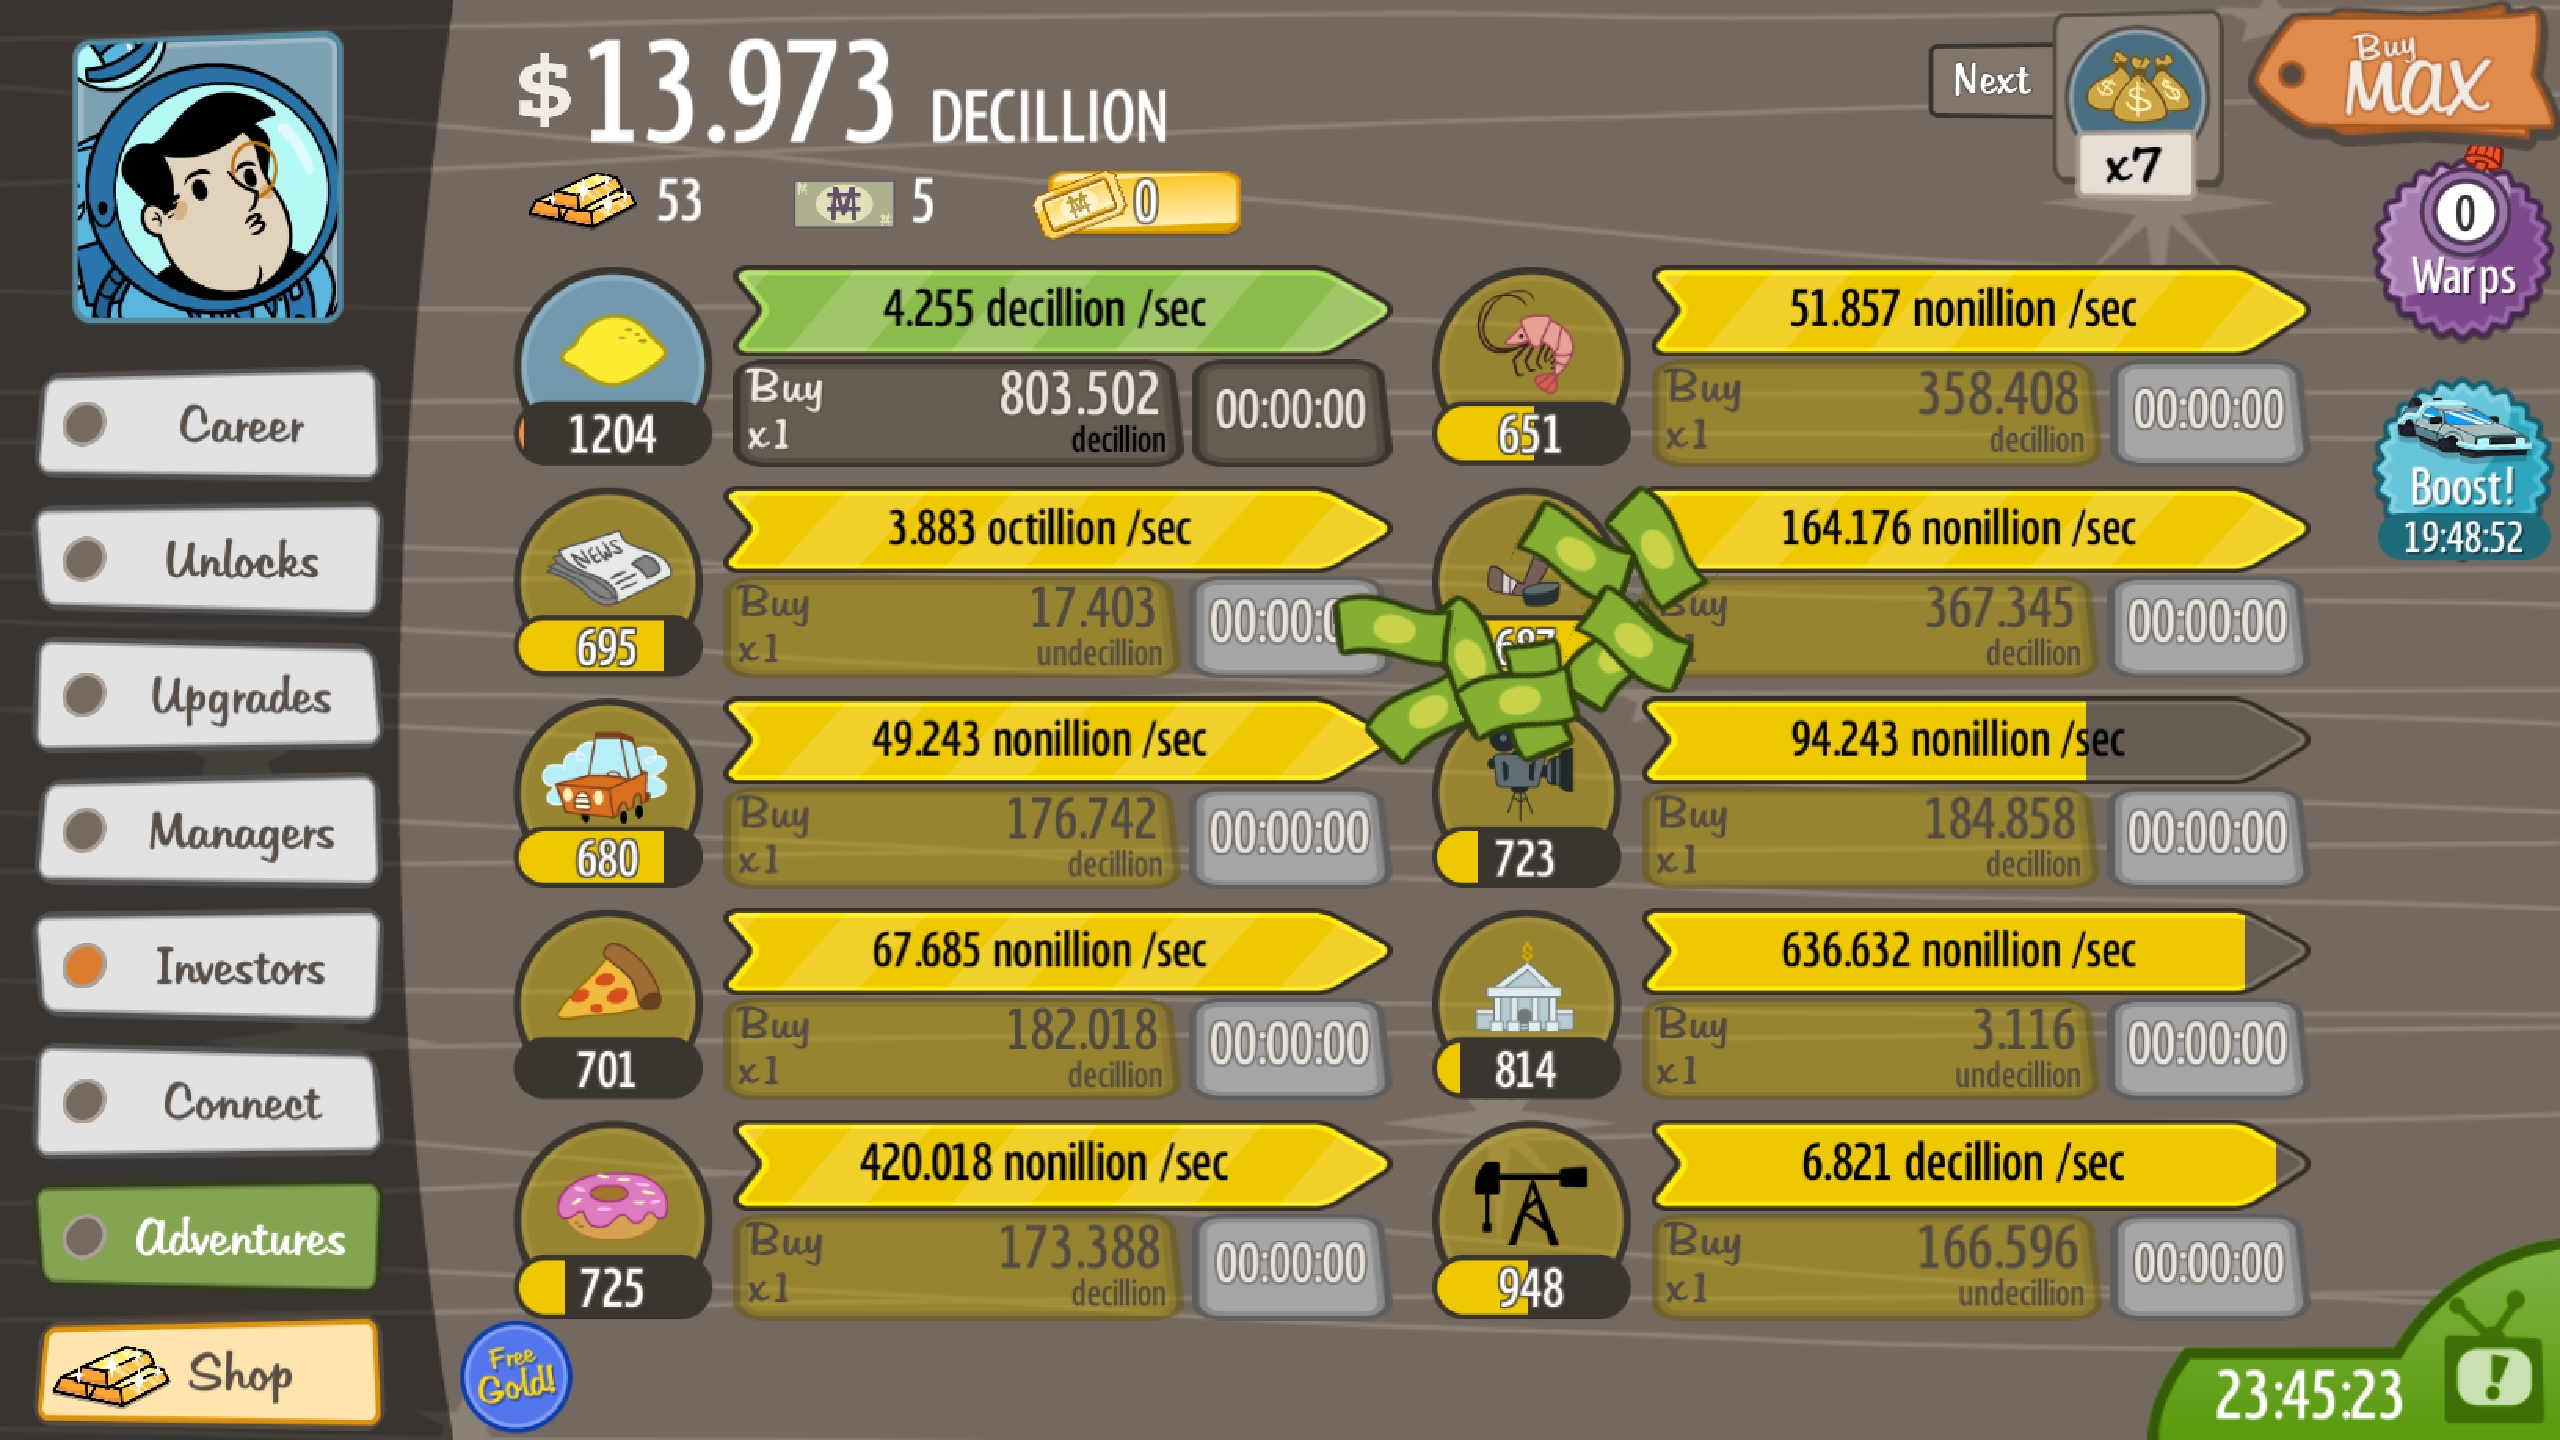 $13.973 DECILLION
Next
x7
Buy
MAX
53
5
0
0
Warps
Boost!
19:48:52
Career
Unlocks
Upgrades
Managers
Investors
Connect
Adventures
Shop
4.255 decillion /sec
1204
Buy x1
803.502 decillion
00:00:00
51.857 nonillion /sec
651
Buy x1
358.408 decillion
00:00:00
NEWS
3.883 octillion /sec
695
Buy x1
17.403 undecillion
164.176 nonillion /sec
367.345 decillion
00:00:00
49.243 nonillion /sec
680
Buy x1
176.742 decillion
00:00:00
94.243 nonillion /sec
723
Buy x1
184.858 decillion
00:00:00
67.685 nonillion /sec
701
Buy x1
182.018 decillion
00:00:00
636.632 nonillion /sec
814
Buy x1
3.116 undecillion
00:00:00
420.018 nonillion /sec
725
Buy x1
173.388 decillion
00:00:00
6.821 decillion /sec
948
Buy x1
166.596 undecillion
00:00:00
Free
Gold!
23:45:23